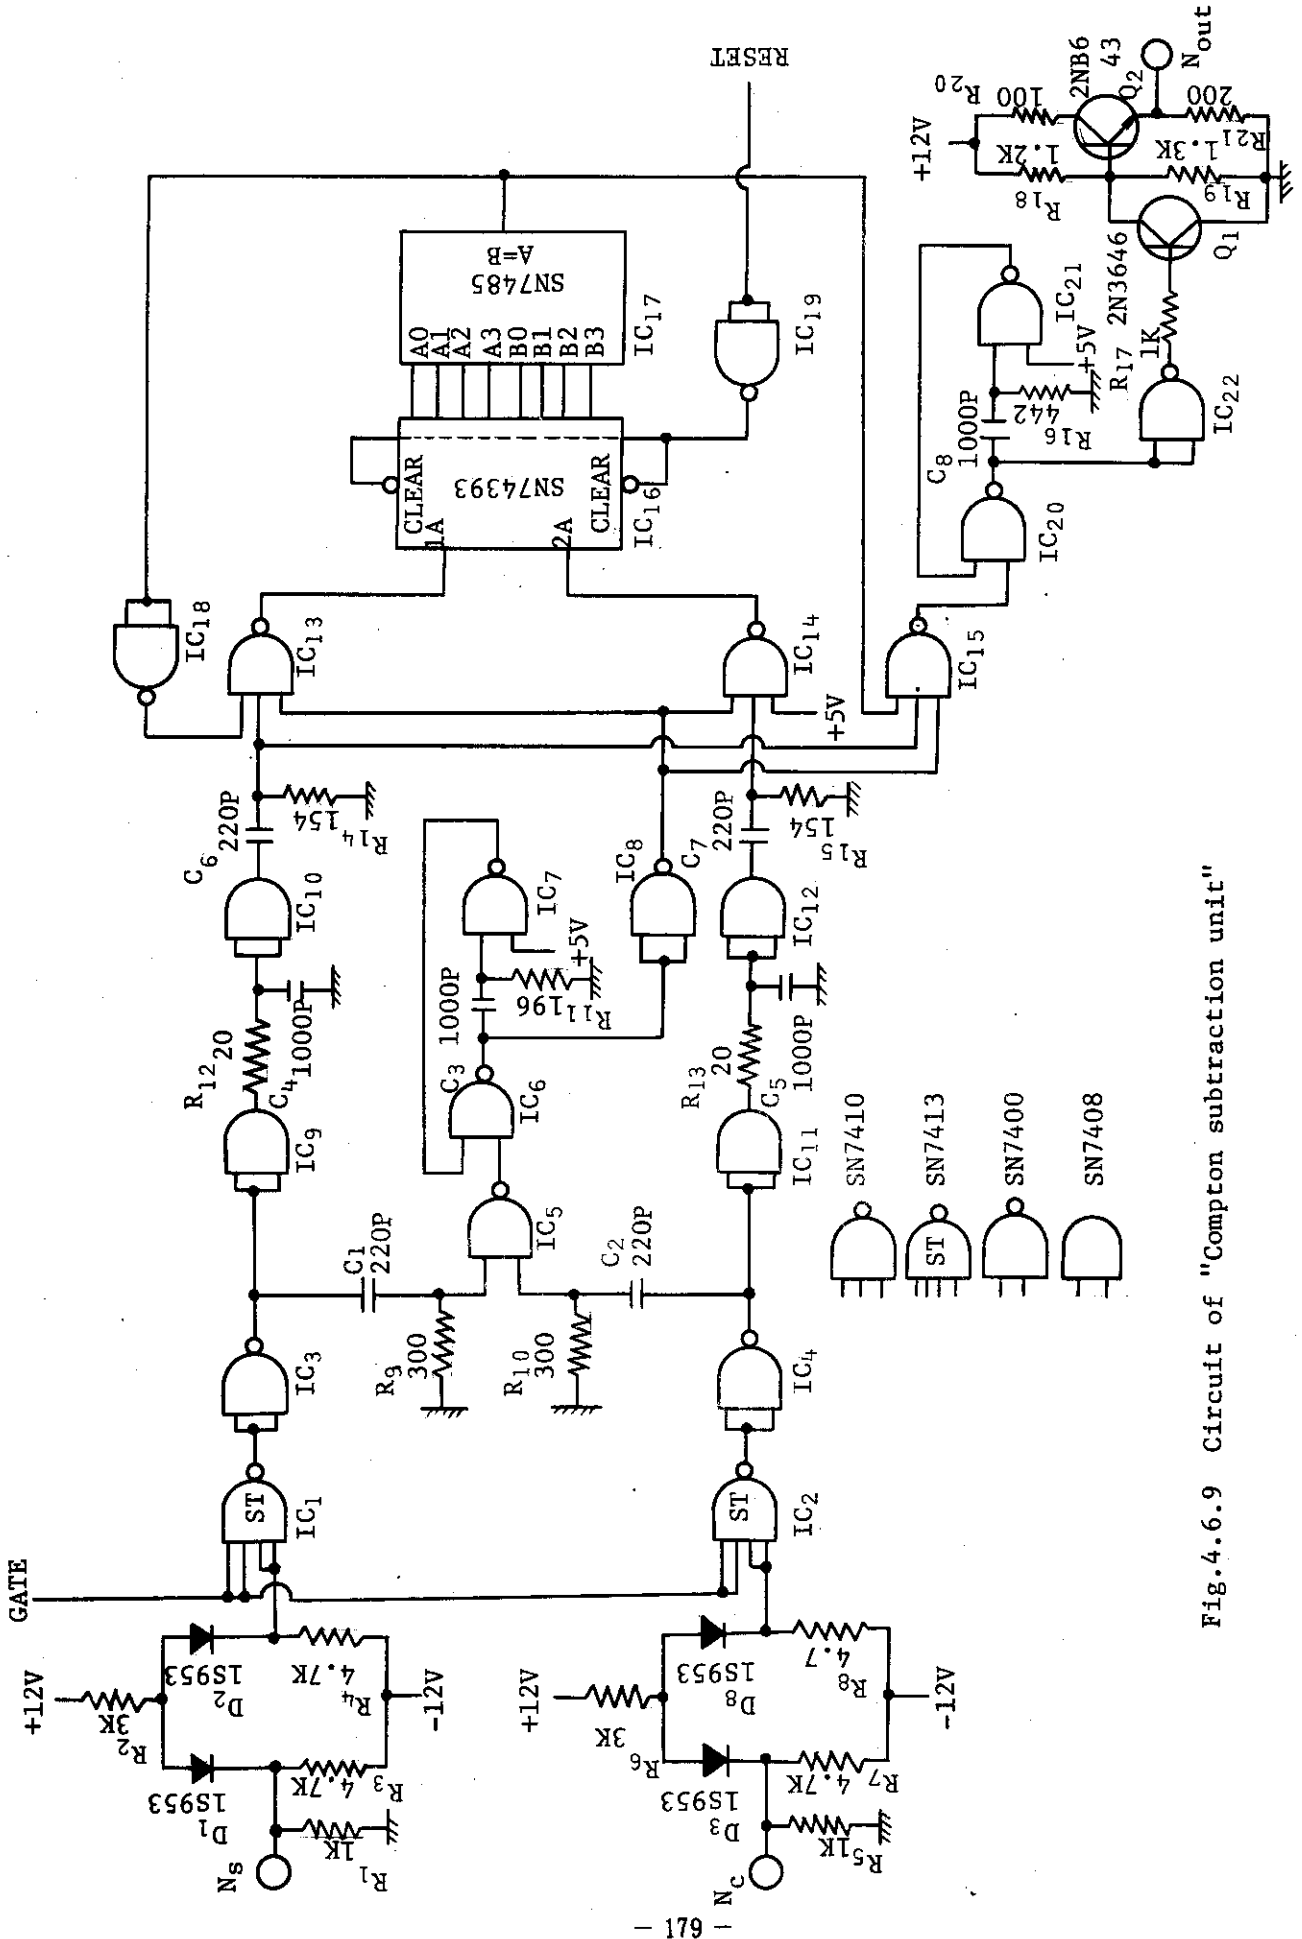 GATE
+12V
3K
R2
1S953
D1
1S953
D2
4.7K
R3
4.7K
R4
-12V
Ns
1K
R1
ST
IC1
IC3
R12
20
C4
1000P
IC9
C6
220P
IC10
154
R14
IC13
IC18
C1
220P
R9
300
R10
300
C2
220P
IC5
C3
1000P
IC6
196
R11
+5V
IC7
IC8
+12V
3K
R6
1S953
D3
1S953
D8
4.7K
R7
4.7
R8
-12V
Nc
1K
R5
ST
IC2
IC4
R13
20
C5
1000P
IC11
C7
220P
IC12
154
R15
+5V
IC14
IC15
CLEAR
1A
SN74393
2A
CLEAR
IC16
A0
A1
A2
A3
B0
B1
B2
B3
SN7485
A=B
IC17
IC19
RESET
IC20
C8
1000P
442
R16
+5V
IC21
IC22
R17
1K
2N3646
Q1
+12V
R18
1.2K
R20
100
2NB6
43
Q2
R19
1.3K
R21
200
Nout
SN7410
ST
SN7413
SN7400
SN7408
Fig.4.6.9 Circuit of "Compton subtraction unit"
— 179 —